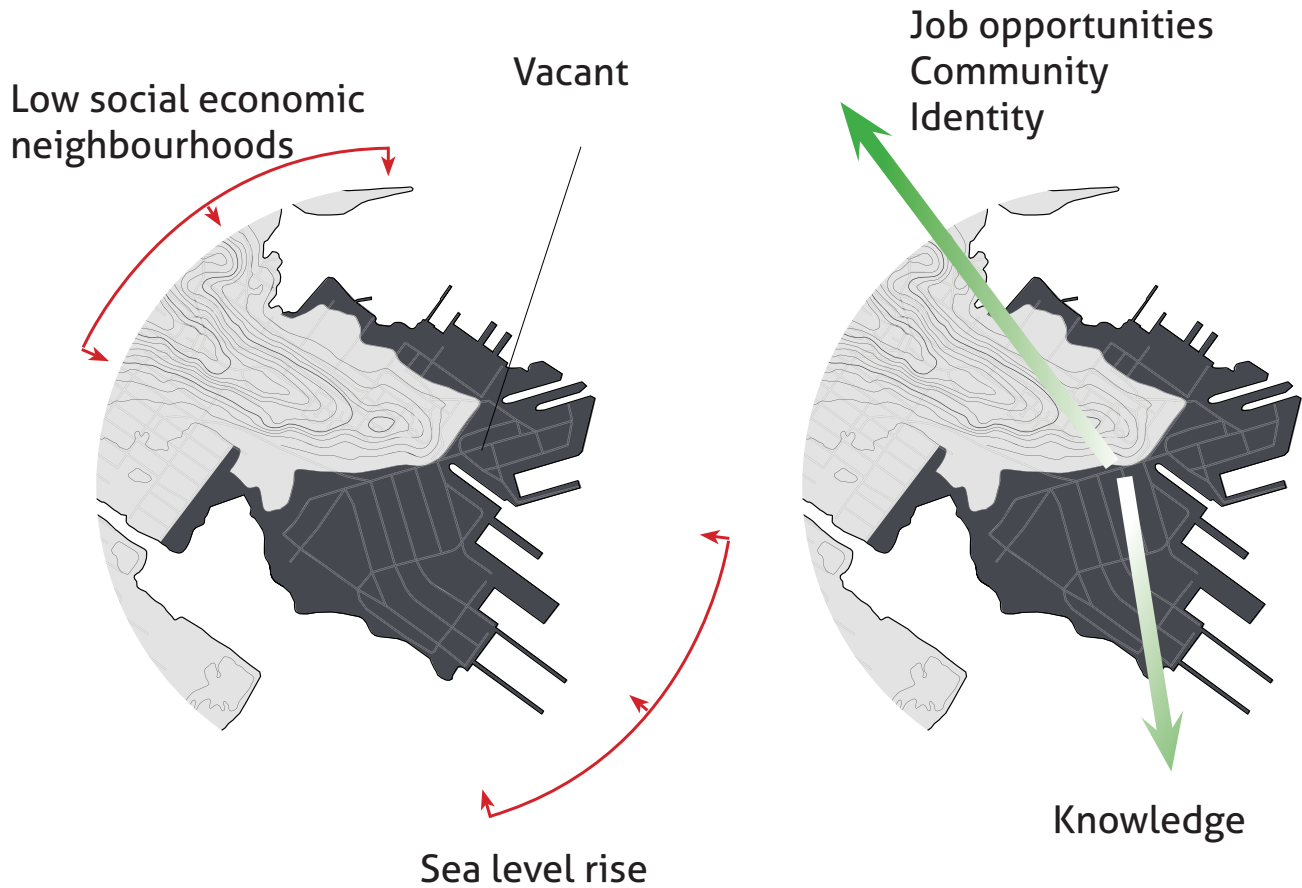 Low social economic
neighbourhoods
Vacant
Sea level rise
Job opportunities
Community
Identity
Knowledge